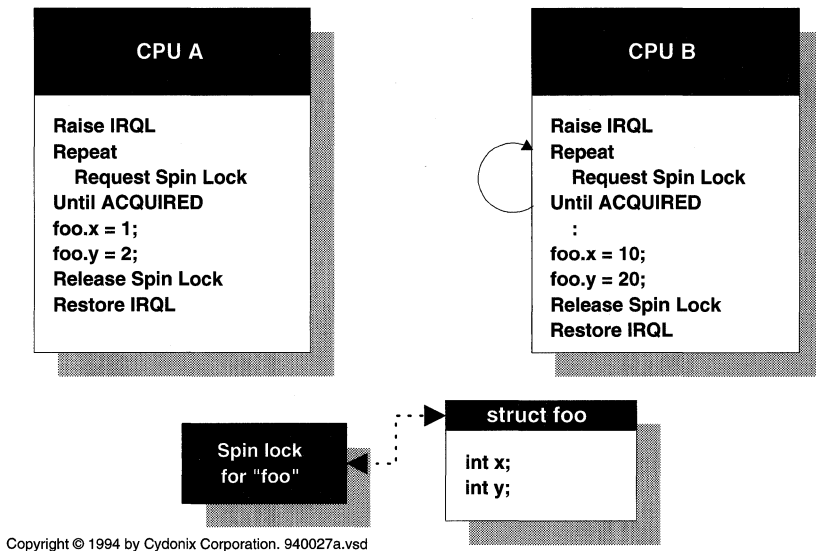 CPU A
Raise IRQL
Repeat
Request Spin Lock
Until ACQUIRED
foo.x = 1;
foo.y = 2;
Release Spin Lock
Restore IRQL
CPU B
Raise IRQL
Repeat
Request Spin Lock
Until ACQUIRED
:
foo.x = 10;
foo.y = 20;
Release Spin Lock
Restore IRQL
Spin lock
for "foo"
struct foo
int x;
int y;
Copyright © 1994 by Cydonix Corporation. 940027a.vsd